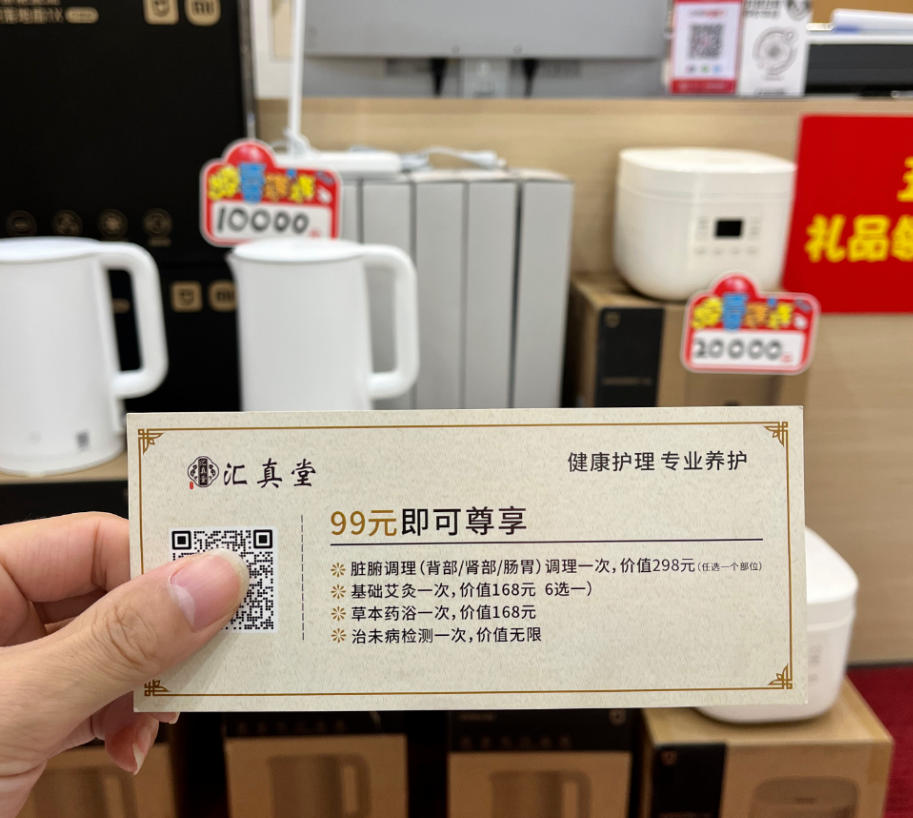 10000
20000
礼品
汇真堂
健康护理 专业养护
99元即可尊享
脏腑调理(背部/肾部/肠胃)调理一次,价值298元(任选一个部位)
基础艾灸一次,价值168元 6选一)
草本药浴一次,价值168元
治未病检测一次,价值无限